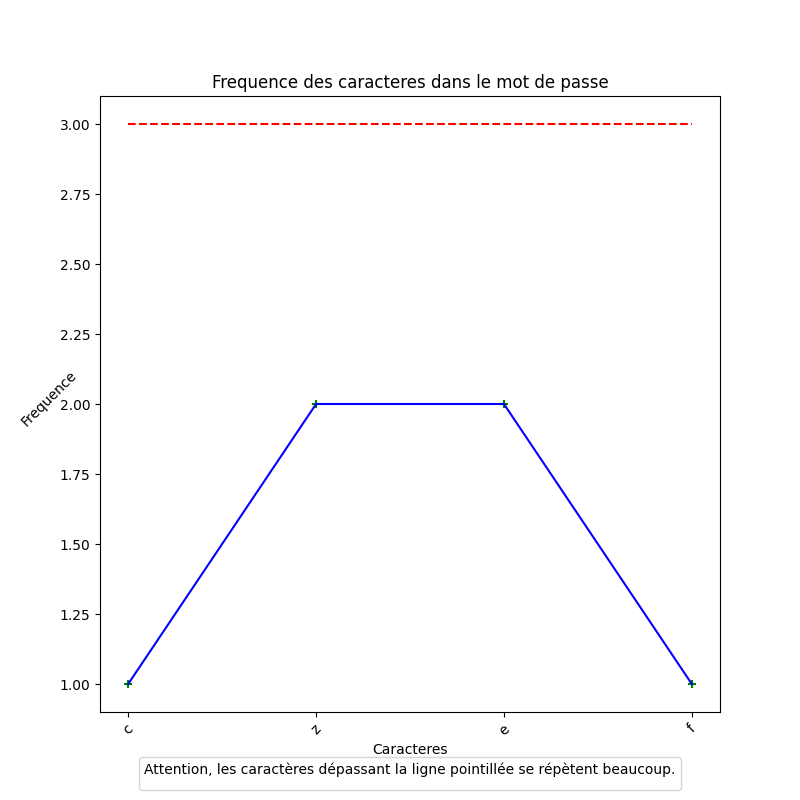 Frequence des caracteres dans le mot de passe
3.00
2.75
2.50
2.25
2.00
1.75
1.50
1.25
1.00
Frequence
c z e f
Caracteres
Attention, les caractères dépassant la ligne pointillée se répètent beaucoup.